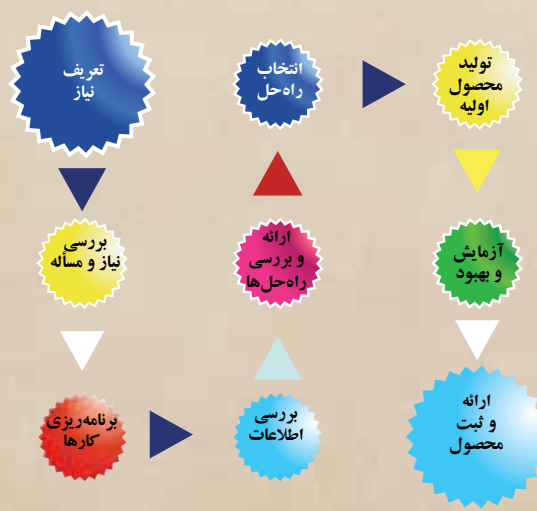 تعریف
نیاز
بررسی
نیاز و مسأله
برنامه‌ریزی
کارها
بررسی
اطلاعات
ارائه
و بررسی
راه‌حل‌ها
انتخاب
راه‌حل
تولید
محصول
اولیه
آزمایش
و بهبود
ارائه
و ثبت
محصول